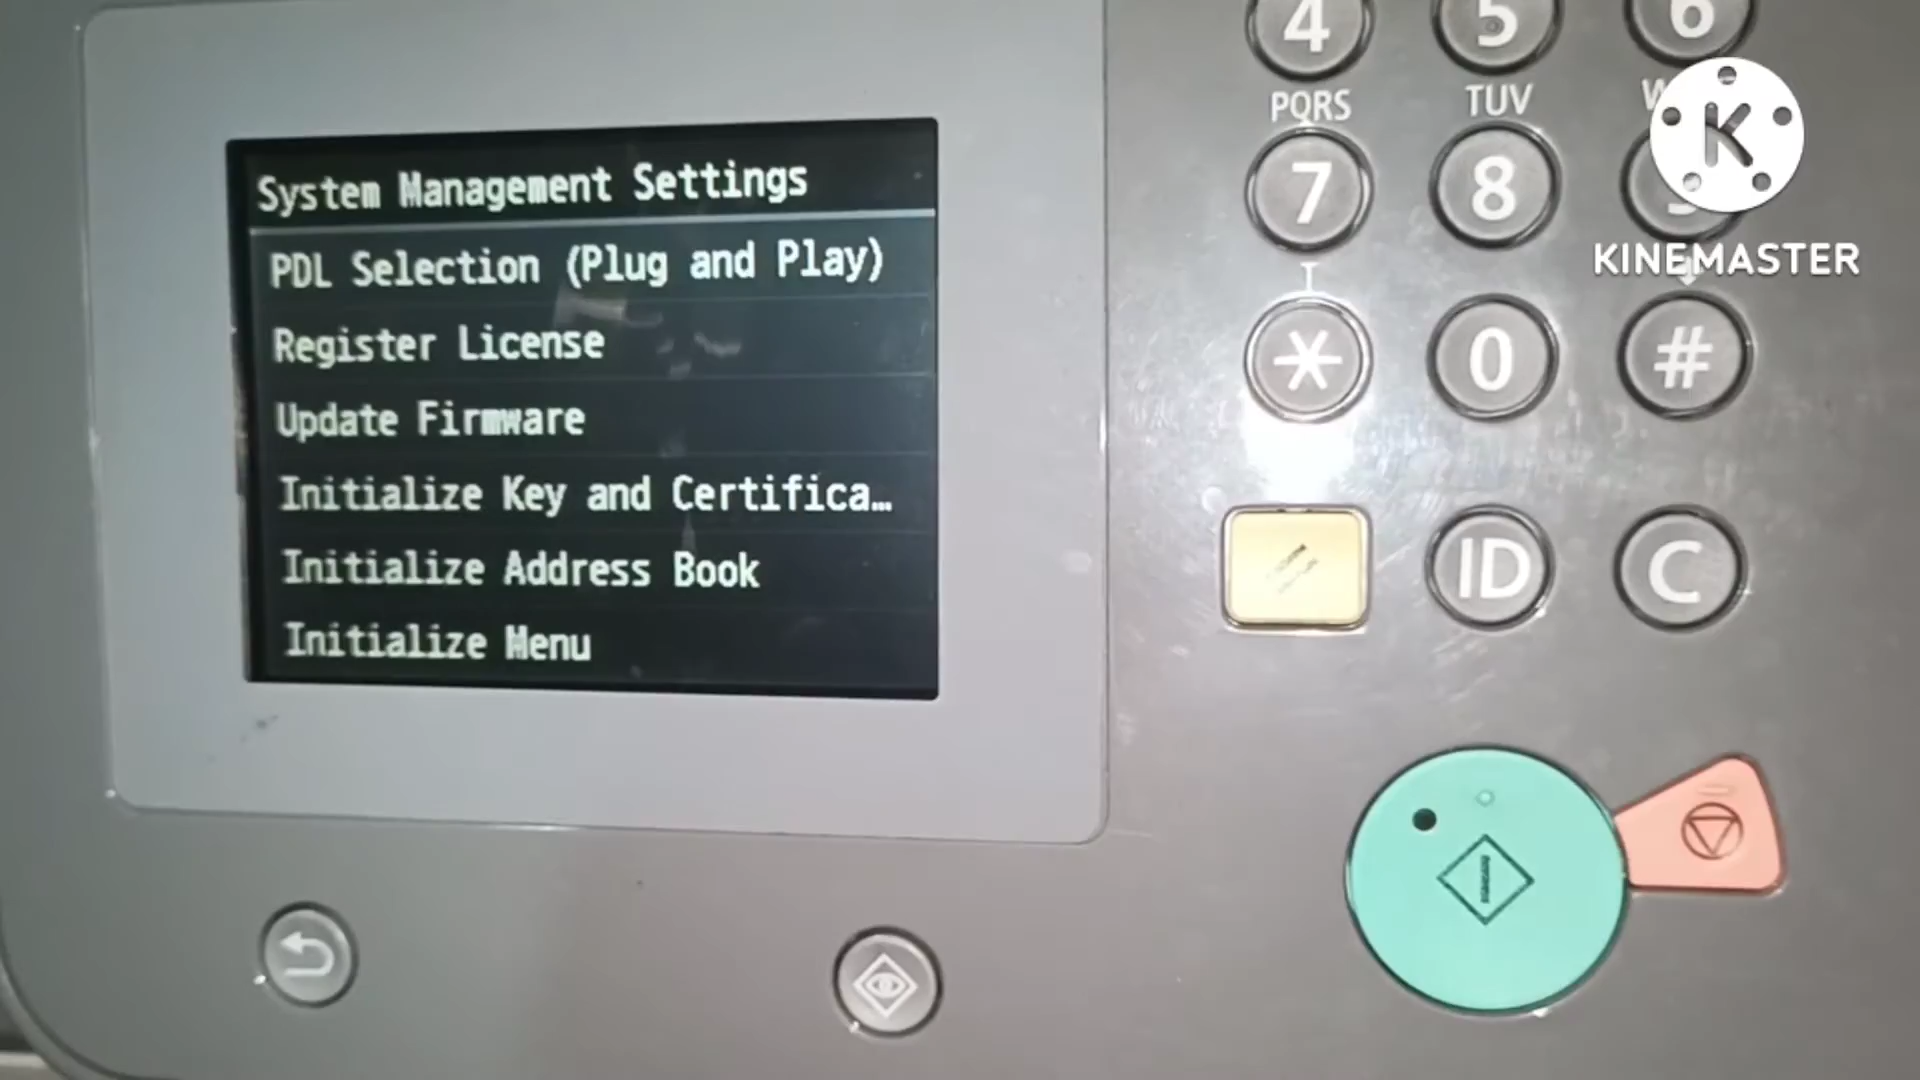 System Management Settings
PDL Selection (Plug and Play)
Register License
Update Firmware
Initialize Key and Certifica…
Initialize Address Book
Initialize Menu
4 5 6
PQRS TUV
7 8 9
* 0 #
ID C
K
KINEMASTER